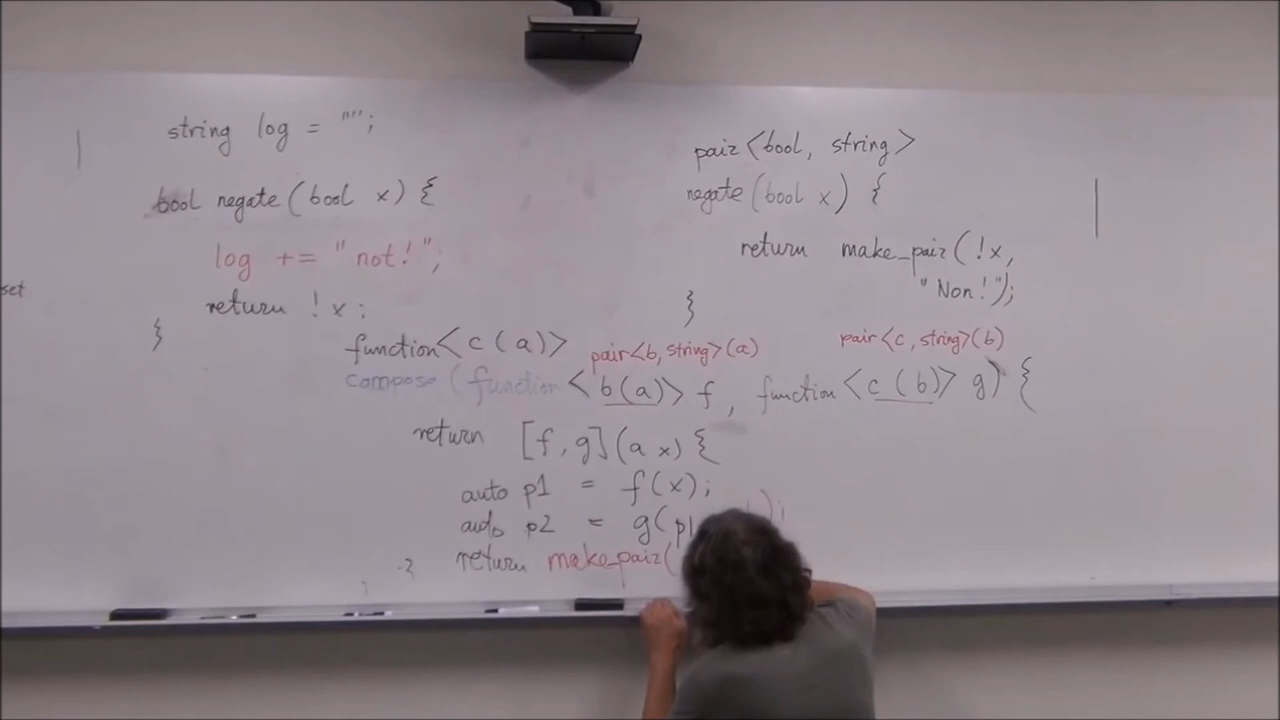 string log = "";
bool negate (bool x) {
log += "not!";
return !x;
}
set
pair<bool, string>
negate (bool x) {
return make_pair(!x,
"Non!");
}
function<c(a)>
pair<b, string>(a) pair<c, string>(b)
compose (function<b(a)> f, function<c(b)> g) {
return [f, g](a x) {
auto p1 = f(x);
auto p2 = g(p1 );
return make_pair(
}
;